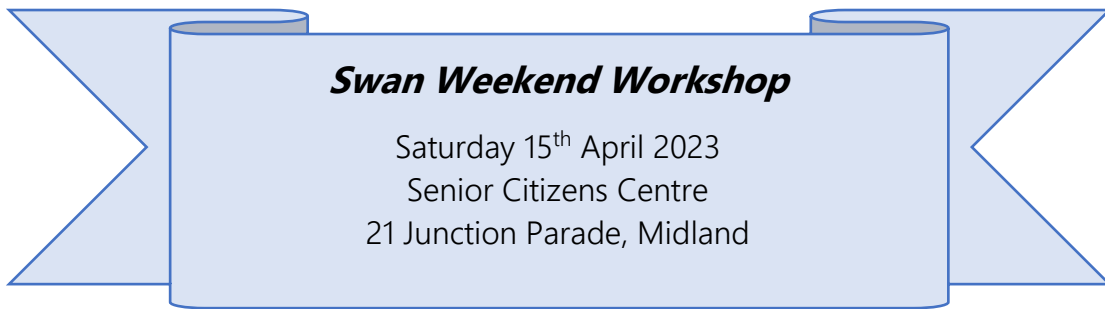 Swan Weekend Workshop
Saturday 15th April 2023
Senior Citizens Centre
21 Junction Parade, Midland